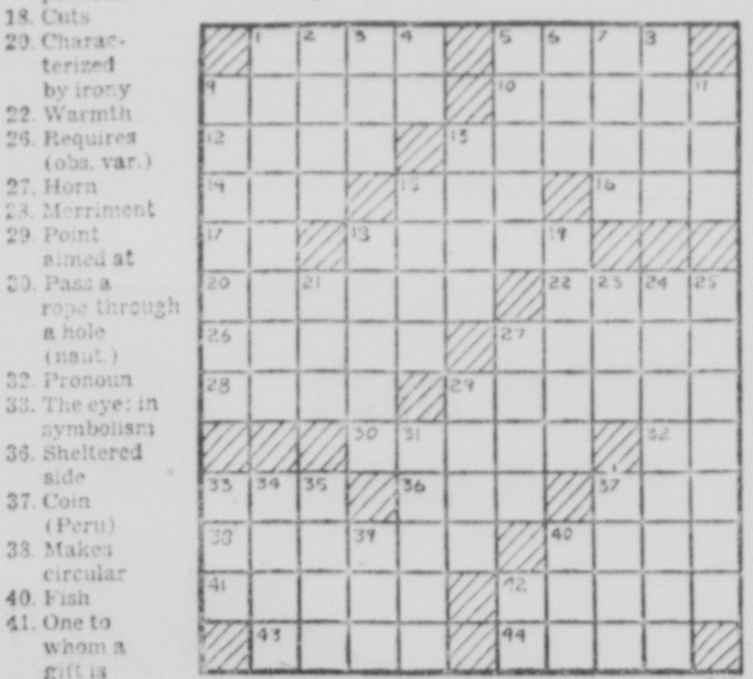 18. Cuts
20. Charac-
terized
by irony
22. Warmth
26. Requires
(obs. var.)
27. Horn
28. Merriment
29. Point
aimed at
30. Pass a
rope through
a hole
(naut.)
32. Pronoun
33. The eye: in
symbolism
36. Sheltered
side
37. Coin
(Peru)
38. Makes
circular
40. Fish
41. One to
whom a
gift is
1 2 3 4 5 6 7 8
9 10 11
12 13
14 15 16
17 18 19
20 21 22 23 24 25
26 27
28 29
30 31 32
33 34 35 36 37
38 39 40
41 42
43 44